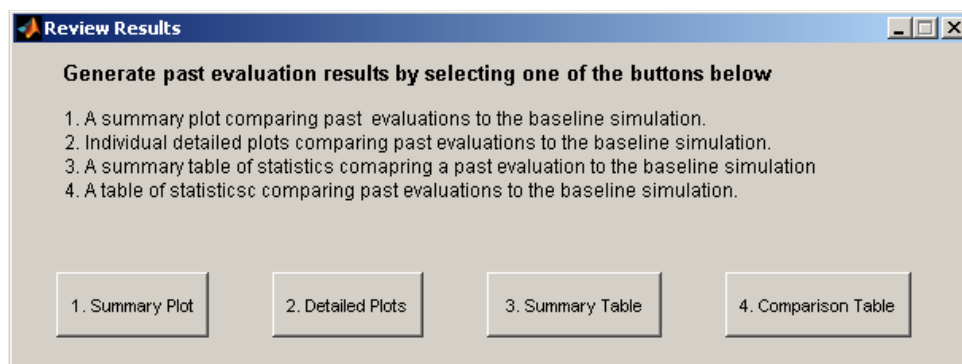 Review Results
Generate past evaluation results by selecting one of the buttons below
1. A summary plot comparing past evaluations to the baseline simulation.
2. Individual detailed plots comparing past evaluations to the baseline simulation.
3. A summary table of statistics comapring a past evaluation to the baseline simulation
4. A table of statisticsc comparing past evaluations to the baseline simulation.
1. Summary Plot
2. Detailed Plots
3. Summary Table
4. Comparison Table